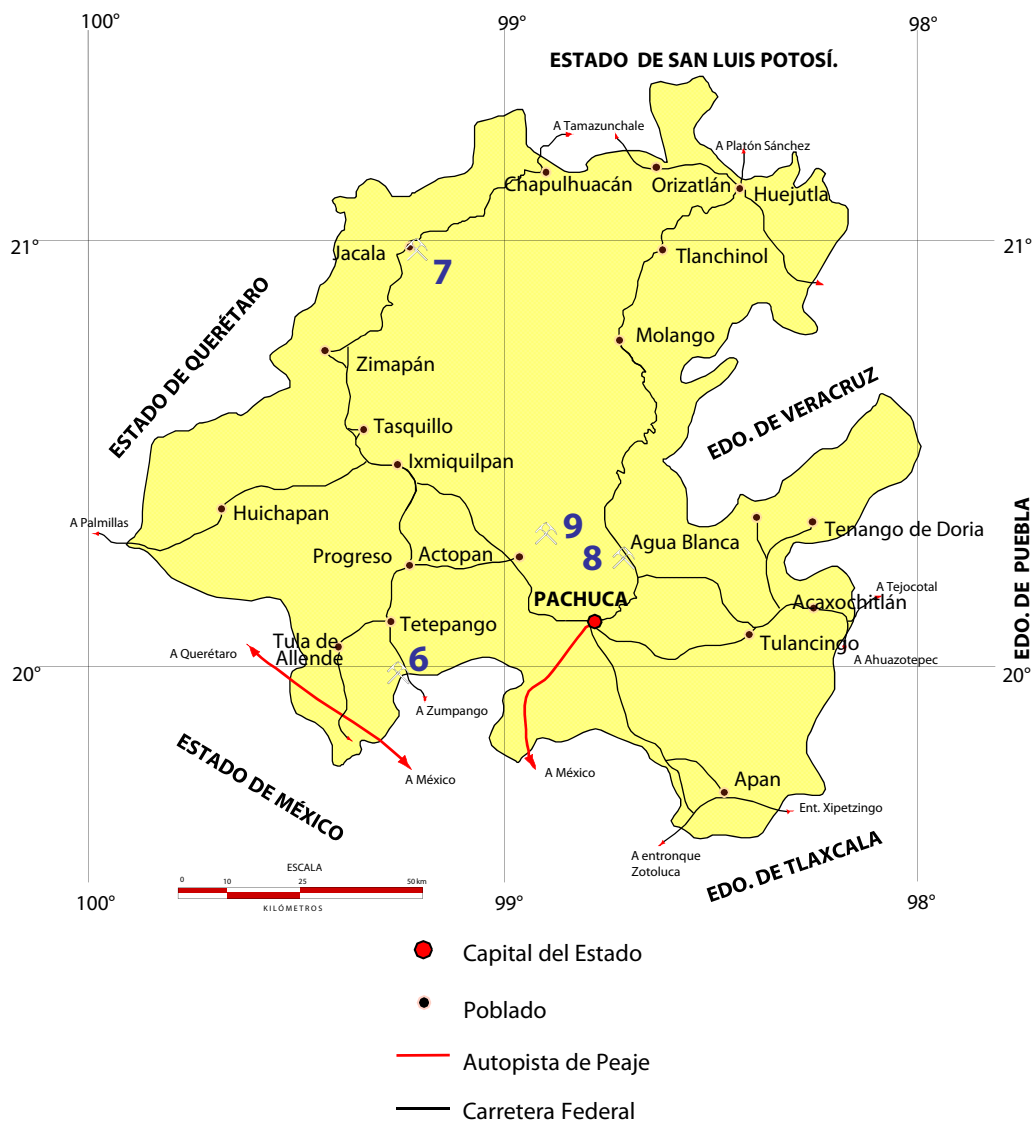 100°
99°
98°
ESTADO DE SAN LUIS POTOSÍ.
A Tamazunchale
A Platón Sánchez
Chapulhuacán
Orizatlán
Huejutla
21°
21°
Jacala
7
Tlanchinol
ESTADO DE QUERÉTARO
Molango
Zimapán
EDO. DE VERACRUZ
Tasquillo
Ixmiquilpan
Huichapan
A Palmillas
9
Tenango de Doria
Agua Blanca
8
Progreso
Actopan
EDO. DE PUEBLA
A Tejocotal
PACHUCA
Acaxochitlán
Tetepango
Tulancingo
Tula de
Allende
A Querétaro
6
A Ahuazotepec
20°
20°
A Zumpango
ESTADO DE MÉXICO
A México
A México
Apan
Ent. Xipetzingo
A entronque
Zotoluca
EDO. DE TLAXCALA
ESCALA
0 10 25 50 km
KILÓMETROS
100°
99°
98°
Capital del Estado
Poblado
Autopista de Peaje
Carretera Federal